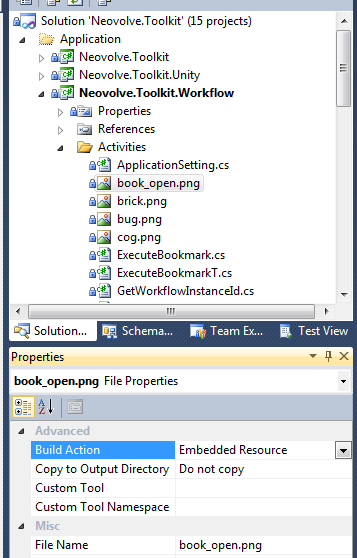 Solution 'Neovolve.Toolkit' (15 projects)
Application
Neovolve.Toolkit
Neovolve.Toolkit.Unity
Neovolve.Toolkit.Workflow
Properties
References
Activities
ApplicationSetting.cs
book_open.png
brick.png
bug.png
cog.png
ExecuteBookmark.cs
ExecuteBookmarkT.cs
GetWorkflowInstanceId.cs
Solution... Schema... Team Ex... Test View
Properties
book_open.png File Properties
Advanced
Build Action Embedded Resource
Copy to Output Directory Do not copy
Custom Tool
Custom Tool Namespace
Misc
File Name book_open.png